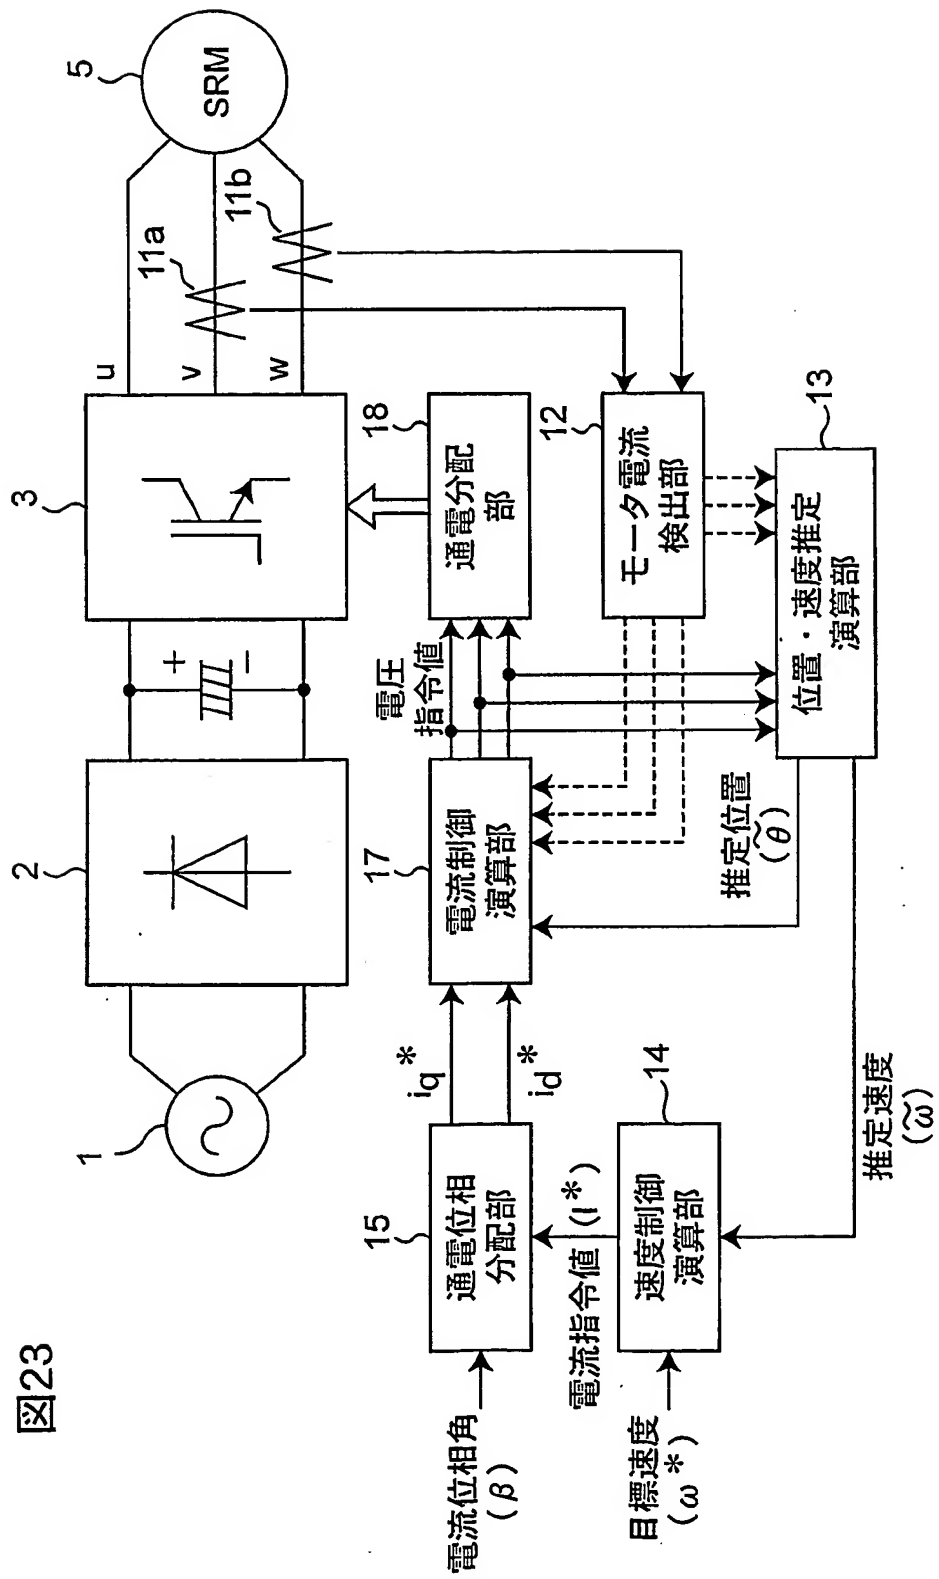 図23
1
2
3
5
SRM
+
−
u
v
w
11a
11b
電流位相角
(β)
15
通電位相
分配部
iq*
id*
17
電流制御
演算部
電圧
指令値
18
通電分配
部
12
モータ電流
検出部
13
位置・速度推定
演算部
推定位置
(θ̃)
推定速度
(ω̃)
14
速度制御
演算部
電流指令値 (I*)
目標速度
(ω*)